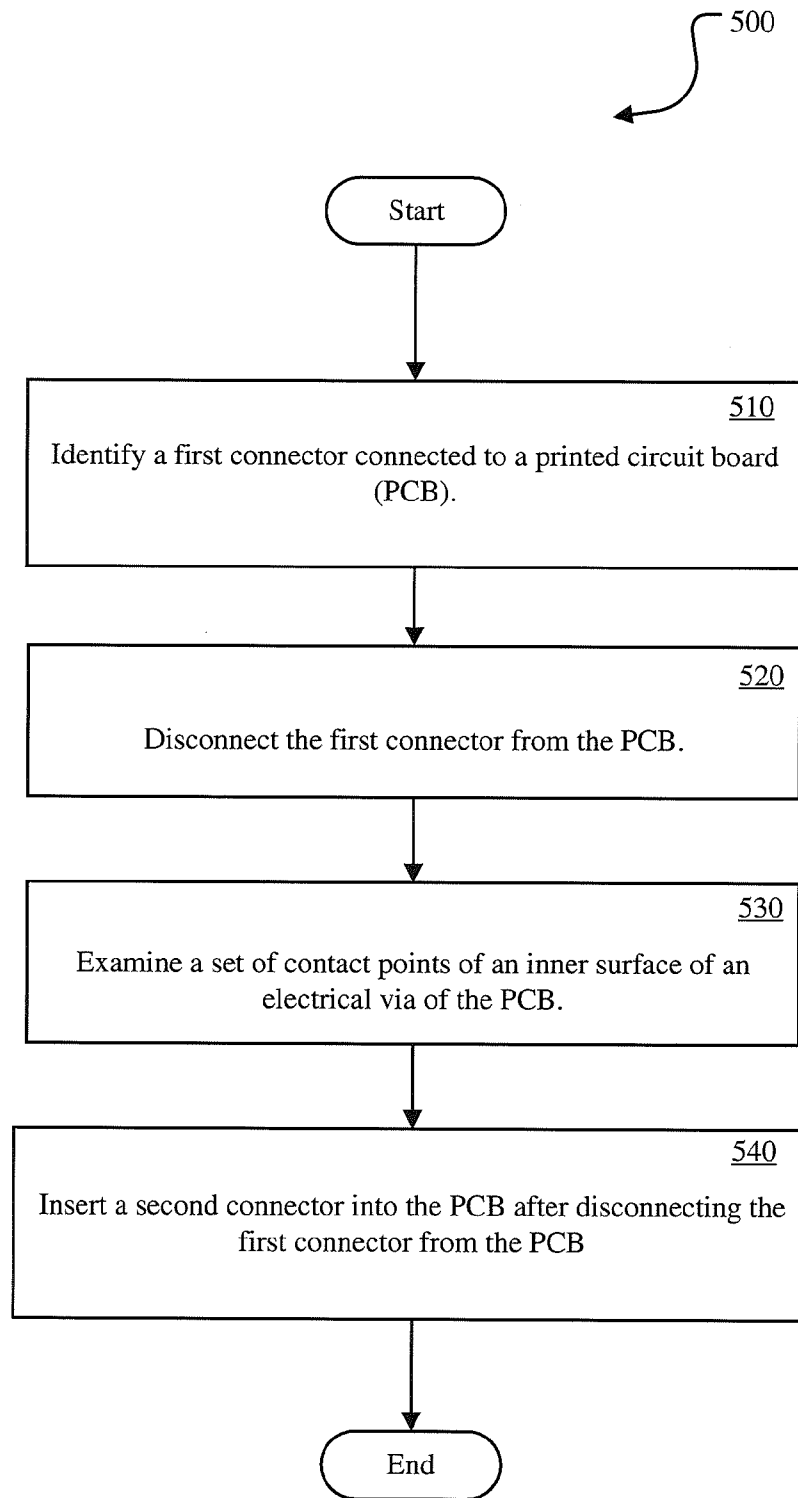 500
Start
510
Identify a first connector connected to a printed circuit board
(PCB).
520
Disconnect the first connector from the PCB.
530
Examine a set of contact points of an inner surface of an
electrical via of the PCB.
540
Insert a second connector into the PCB after disconnecting the
first connector from the PCB
End